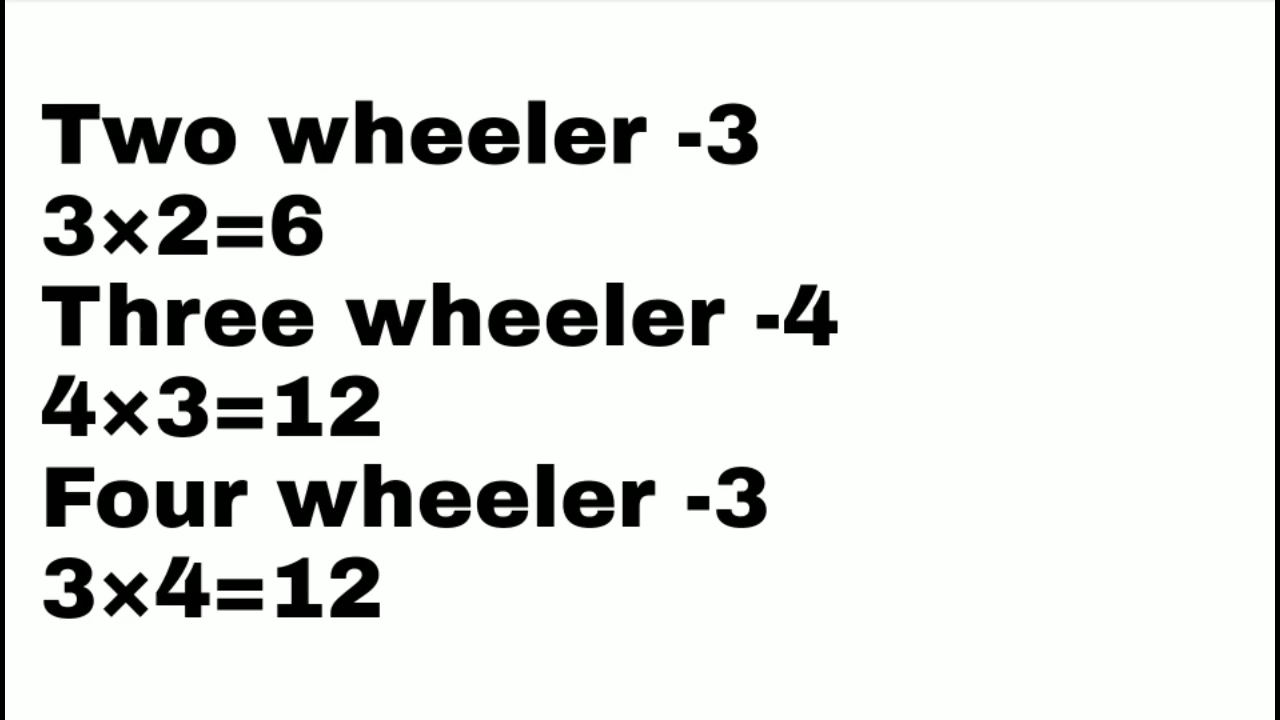 Two wheeler -3
3×2=6
Three wheeler -4
4×3=12
Four wheeler -3
3×4=12